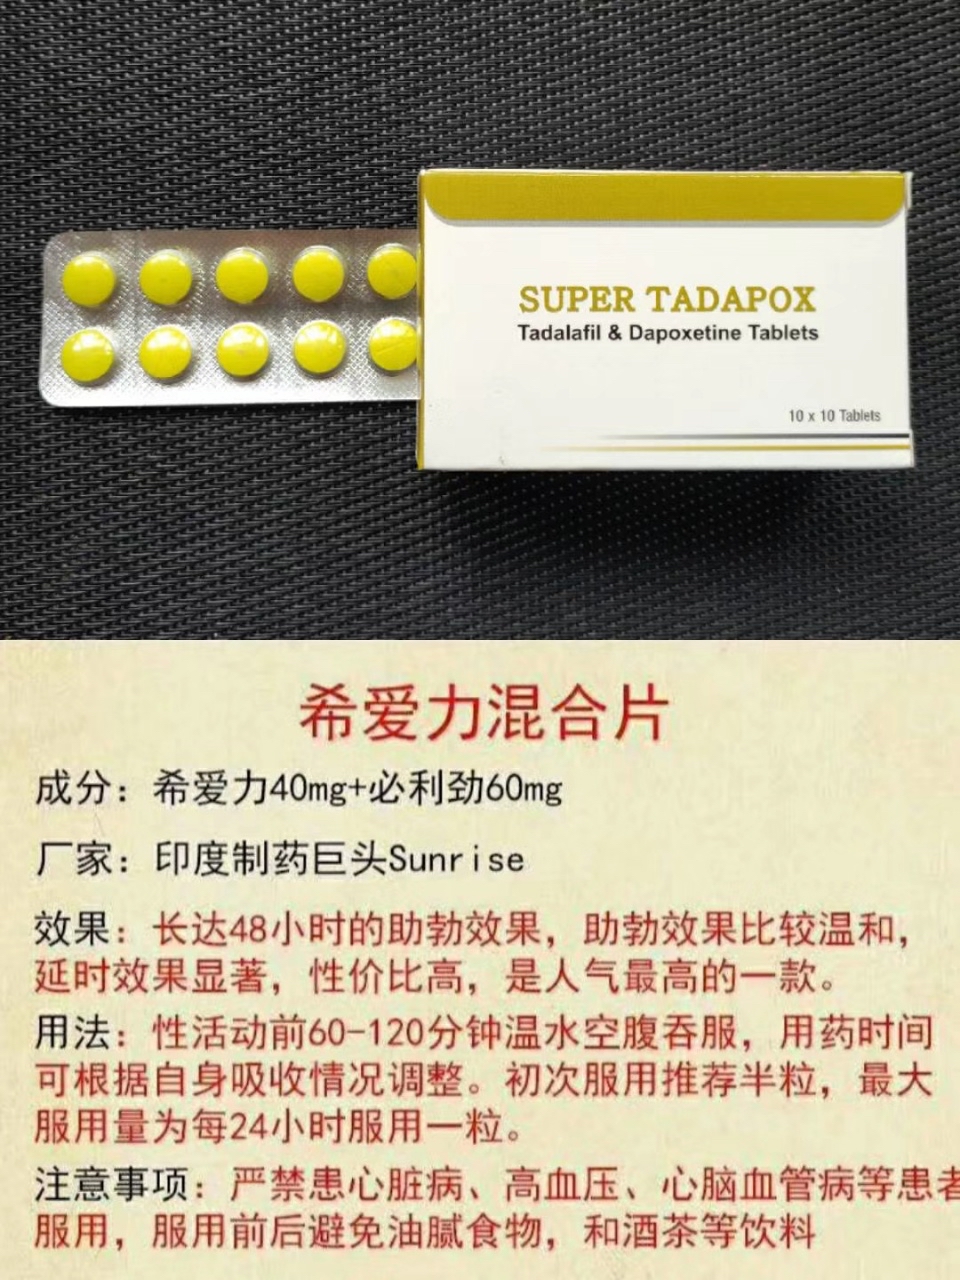 SUPER TADAPOX
Tadalafil & Dapoxetine Tablets
10 x 10 Tablets
希爱力混合片
成分：希爱力40mg+必利劲60mg
厂家：印度制药巨头Sunrise
效果：长达48小时的助勃效果，助勃效果比较温和，
延时效果显著，性价比高，是人气最高的一款。
用法：性活动前60-120分钟温水空腹吞服，用药时间
可根据自身吸收情况调整。初次服用推荐半粒，最大
服用量为每24小时服用一粒。
注意事项：严禁患心脏病、高血压、心脑血管病等患者
服用，服用前后避免油腻食物，和酒茶等饮料